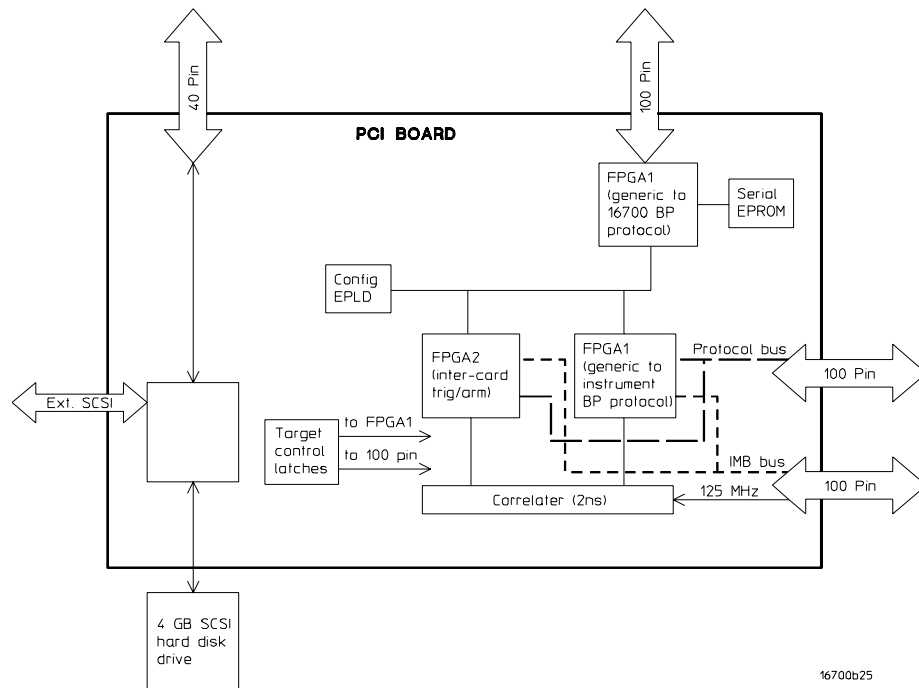 40 Pin
100 Pin
PCI BOARD
FPGA1
(generic to
16700 BP
protocol)
Serial
EPROM
Config
EPLD
FPGA2
(inter-card
trig/arm)
FPGA1
(generic to
instrument
BP protocol)
Protocol bus
100 Pin
Ext. SCSI
Target
control
latches
to FPGA1
to 100 pin
IMB bus
100 Pin
Correlater (2ns)
125 MHz
4 GB SCSI
hard disk
drive
16700b25